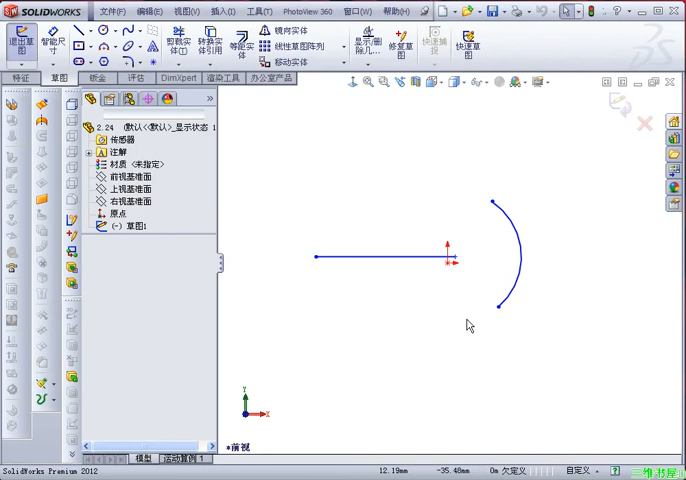 SOLIDWORKS 文件(F) 编辑(E) 视图(V) 插入(I) 工具(T) PhotoView 360 窗口(W) 帮助(H)
退出草图 智能尺寸 剪裁实体(T) 转换实体引用 等距实体 镜向实体 线性草图阵列 移动实体 显示/删除几... 修复草图 快速捕捉 快速草图
特征 草图 钣金 评估 DimXpert 渲染工具 办公室产品
2.24 (默认<<默认>_显示状态 1
传感器
A 注解
材质 <未指定>
前视基准面
上视基准面
右视基准面
原点
(-) 草图1
Y
X
*前视
模型 运动算例 1
SolidWorks Premium 2012 12.19mm -35.48mm 0m 欠定义 自定义
三维书屋